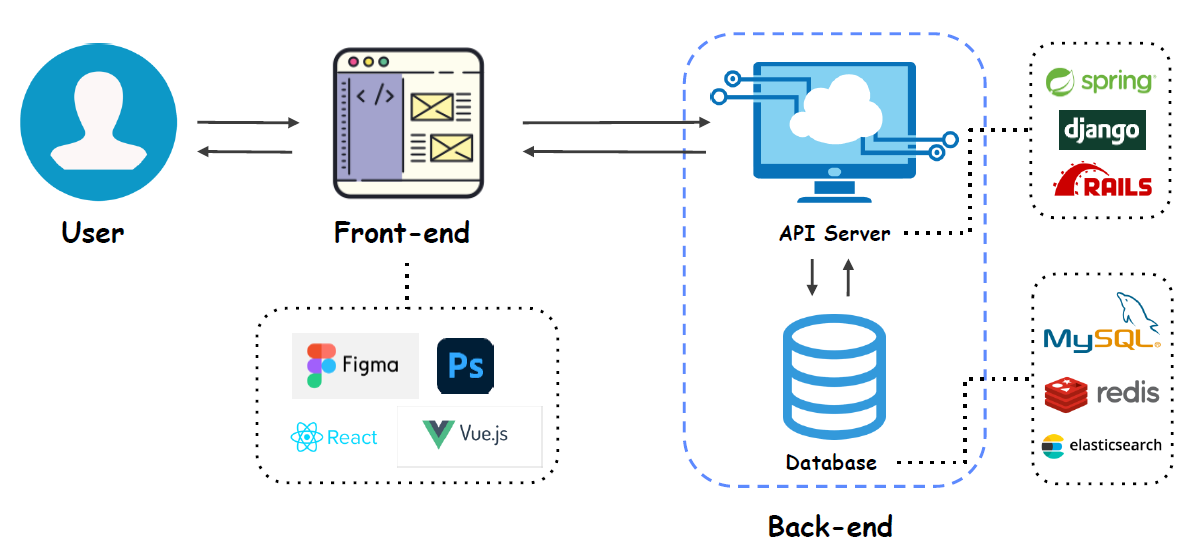 </>
spring
django
RAILS
User
Front-end
API Server
Figma
Ps
React
Vue.js
MySQL®
redis
elasticsearch
Database
Back-end